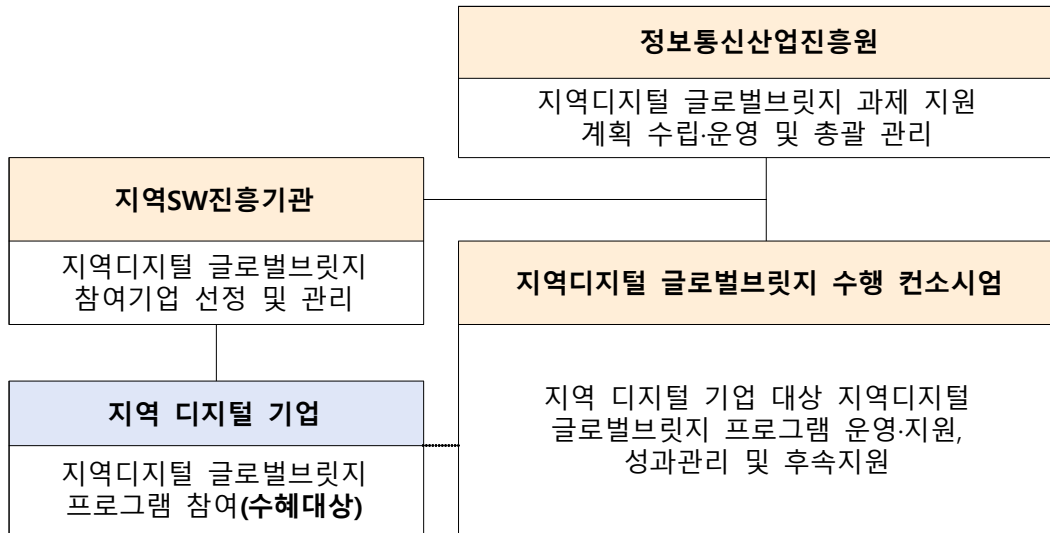 정보통신산업진흥원
지역디지털 글로벌브릿지 과제 지원
계획 수립·운영 및 총괄 관리
지역SW진흥기관
지역디지털 글로벌브릿지
참여기업 선정 및 관리
지역디지털 글로벌브릿지 수행 컨소시엄
지역 디지털 기업 대상 지역디지털
글로벌브릿지 프로그램 운영·지원,
성과관리 및 후속지원
지역 디지털 기업
지역디지털 글로벌브릿지
프로그램 참여(수혜대상)